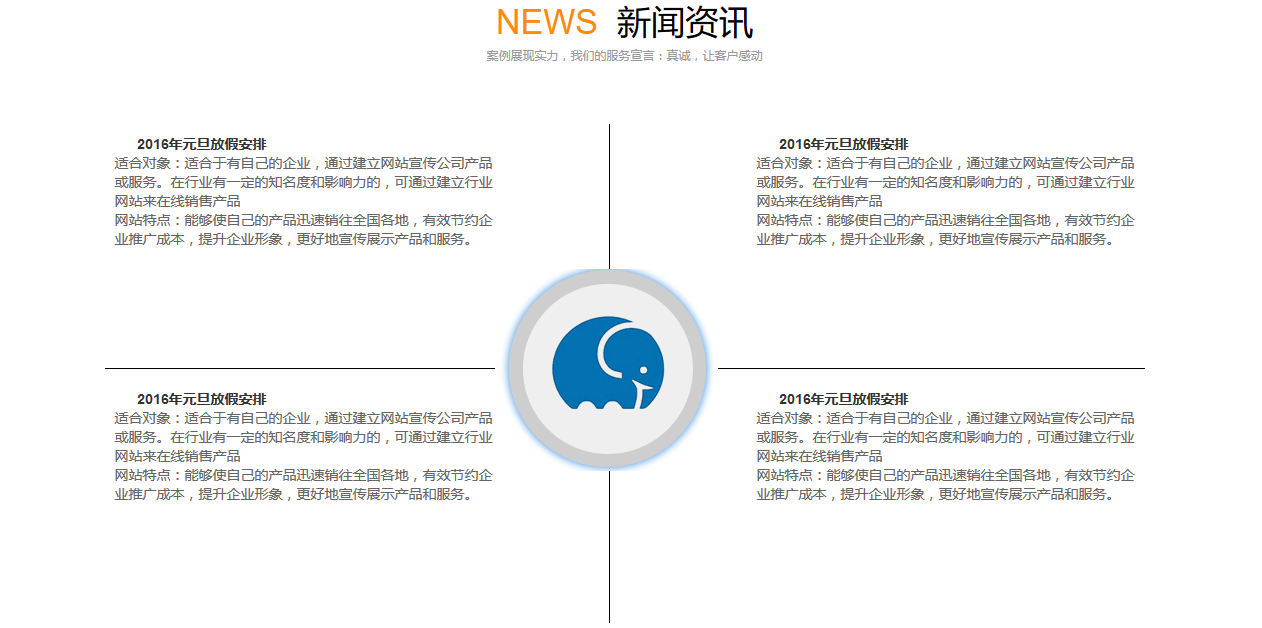 NEWS 新闻资讯
案例展现实力，我们的服务宣言：真诚，让客户感动
2016年元旦放假安排
适合对象：适合于有自己的企业，通过建立网站宣传公司产品
或服务。在行业有一定的知名度和影响力的，可通过建立行业
网站来在线销售产品
网站特点：能够使自己的产品迅速销往全国各地，有效节约企
业推广成本，提升企业形象，更好地宣传展示产品和服务。
2016年元旦放假安排
适合对象：适合于有自己的企业，通过建立网站宣传公司产品
或服务。在行业有一定的知名度和影响力的，可通过建立行业
网站来在线销售产品
网站特点：能够使自己的产品迅速销往全国各地，有效节约企
业推广成本，提升企业形象，更好地宣传展示产品和服务。
2016年元旦放假安排
适合对象：适合于有自己的企业，通过建立网站宣传公司产品
或服务。在行业有一定的知名度和影响力的，可通过建立行业
网站来在线销售产品
网站特点：能够使自己的产品迅速销往全国各地，有效节约企
业推广成本，提升企业形象，更好地宣传展示产品和服务。
2016年元旦放假安排
适合对象：适合于有自己的企业，通过建立网站宣传公司产品
或服务。在行业有一定的知名度和影响力的，可通过建立行业
网站来在线销售产品
网站特点：能够使自己的产品迅速销往全国各地，有效节约企
业推广成本，提升企业形象，更好地宣传展示产品和服务。